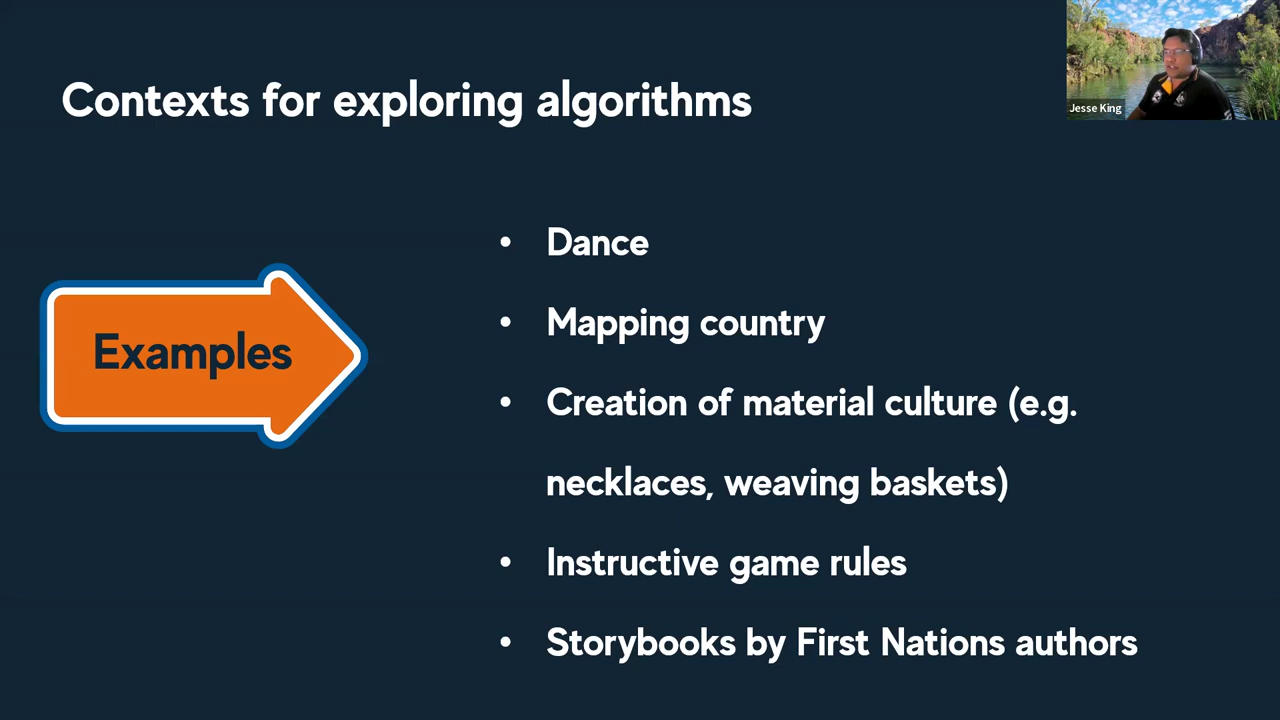 Contexts for exploring algorithms
Jesse King
Examples
• Dance
• Mapping country
• Creation of material culture (e.g.
necklaces, weaving baskets)
• Instructive game rules
• Storybooks by First Nations authors